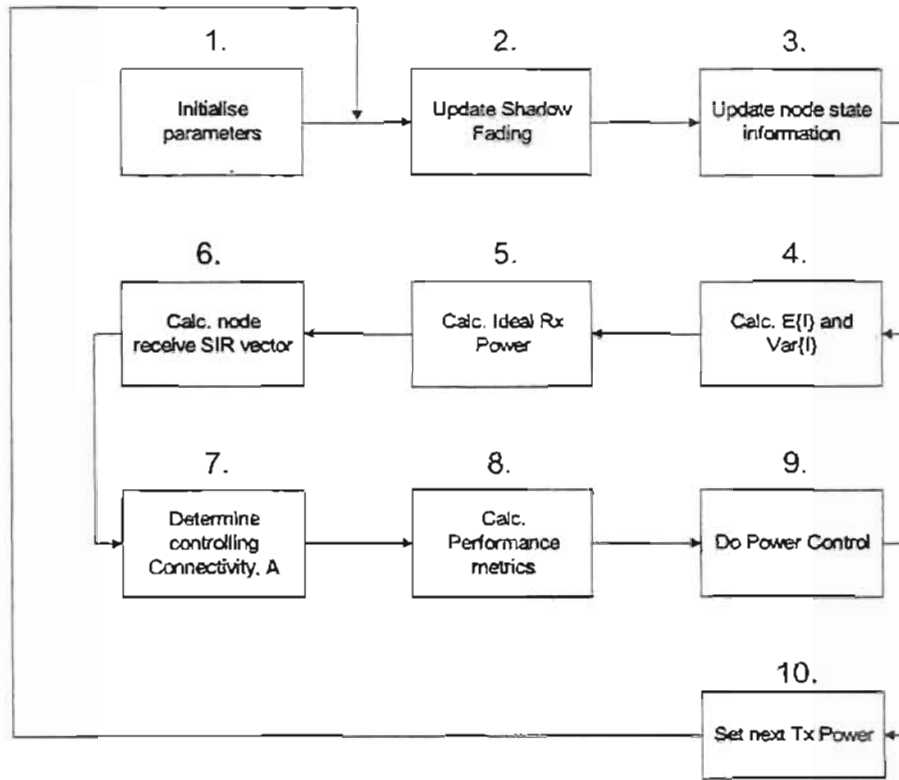 1.
Initialise
parameters
2.
Update Shadow
Fading
3.
Update node state
information
4.
Calc. E{I} and
Var{I}
5.
Calc. Ideal Rx
Power
6.
Calc. node
receive SIR vector
7.
Determine
controlling
Connectivity, A
8.
Calc.
Performance
metrics
9.
Do Power Control
10.
Set next Tx Power